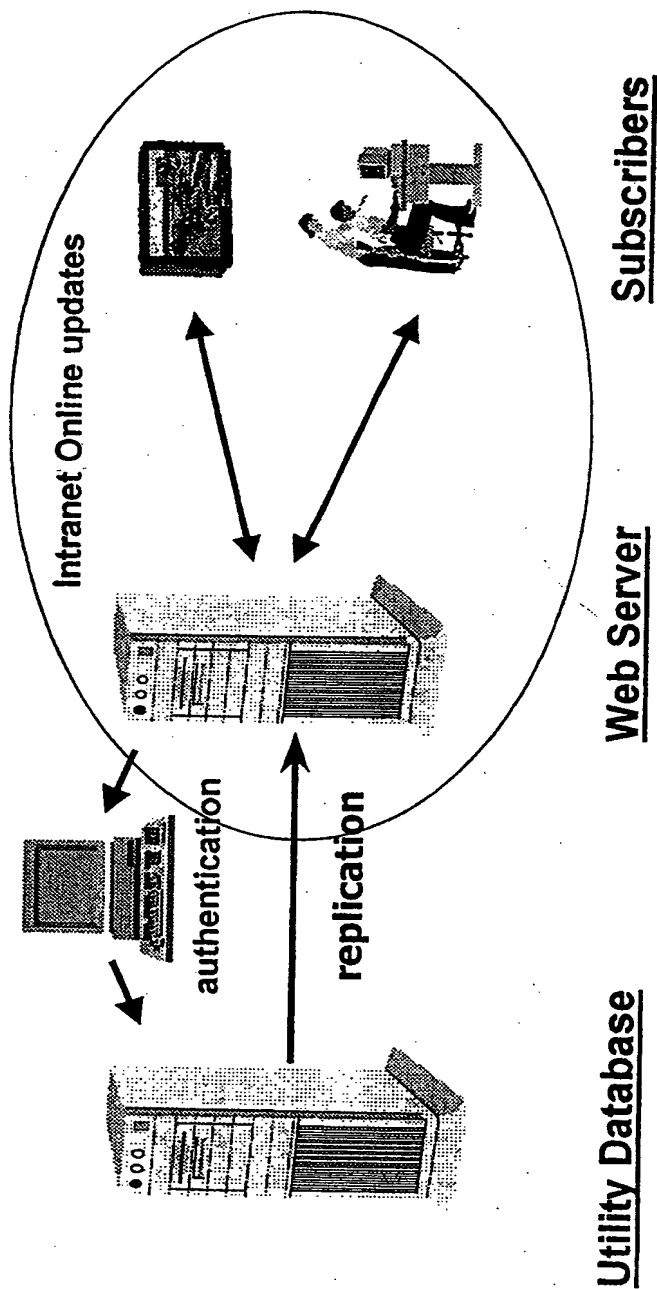 Intranet Online updates
authentication
replication
Utility Database
Web Server
Subscribers